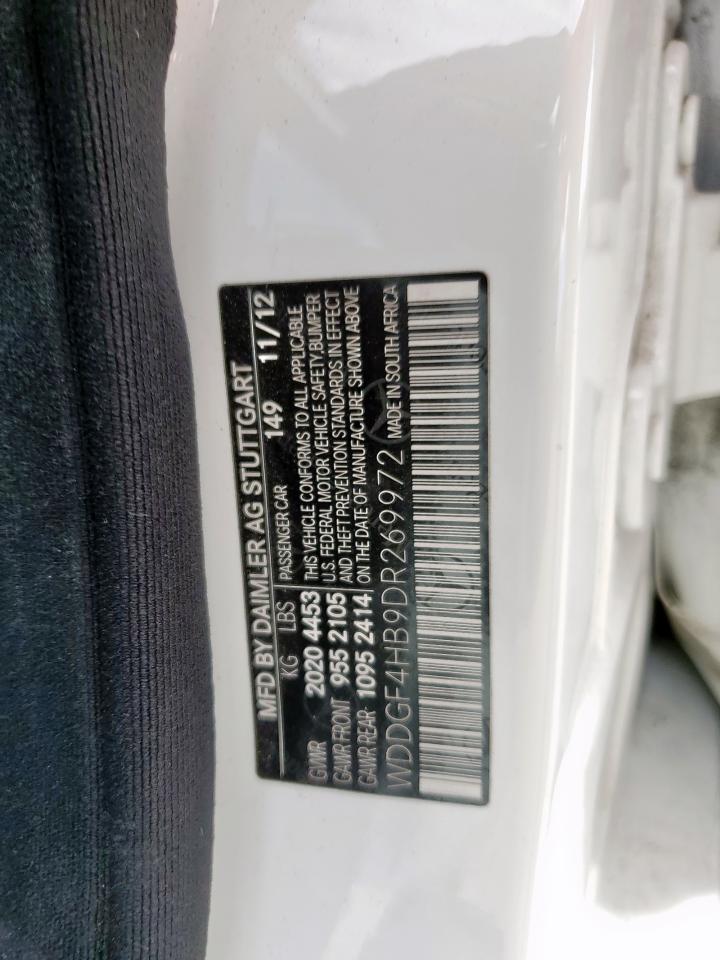 MFD BY DAIMLER AG STUTTGART
KG LBS PASSENGER CAR 149 11/12
GWR 2020 4453 THIS VEHICLE CONFORMS TO ALL APPLICABLE
U.S. FEDERAL MOTOR VEHICLE SAFETY, BUMPER
GAWR FRONT 955 2105 AND THEFT PREVENTION STANDARDS IN EFFECT
GAWR REAR 1095 2414 ON THE DATE OF MANUFACTURE SHOWN ABOVE
WDDGF4HB9DR269972 MADE IN SOUTH AFRICA